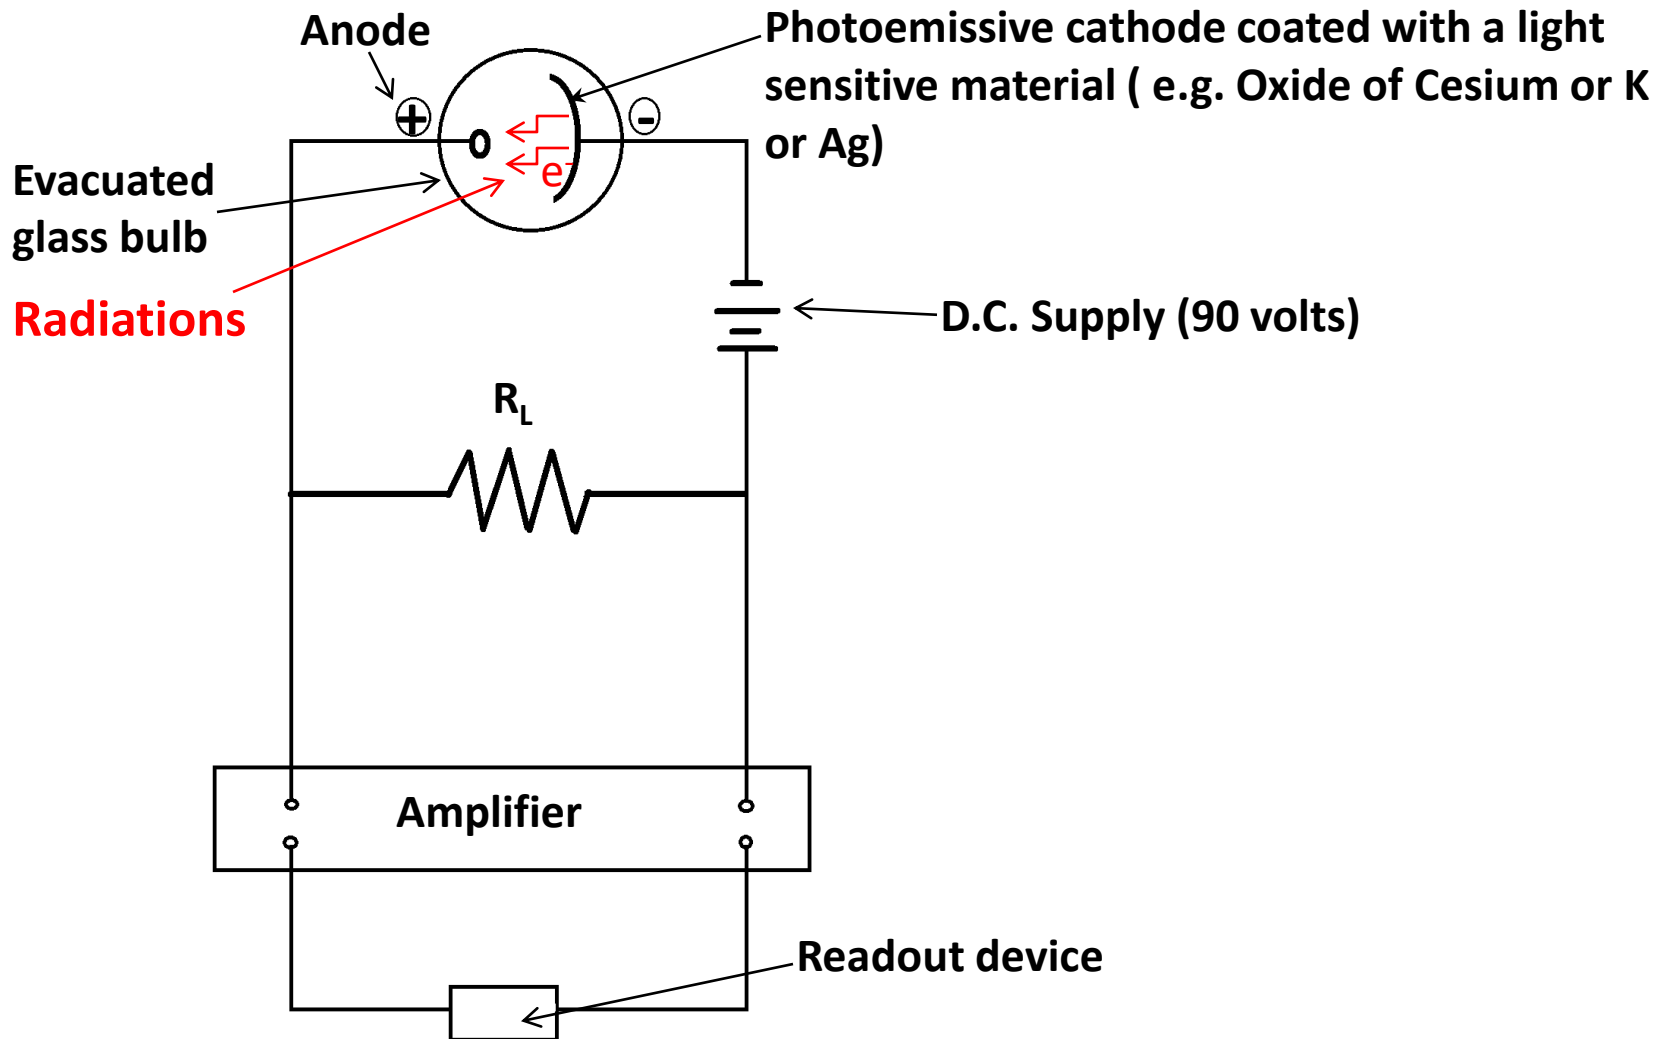 Anode
+
-
Photoemissive cathode coated with a light
sensitive material ( e.g. Oxide of Cesium or K
or Ag)
e-
Evacuated
glass bulb
Radiations
D.C. Supply (90 volts)
RL
Amplifier
Readout device